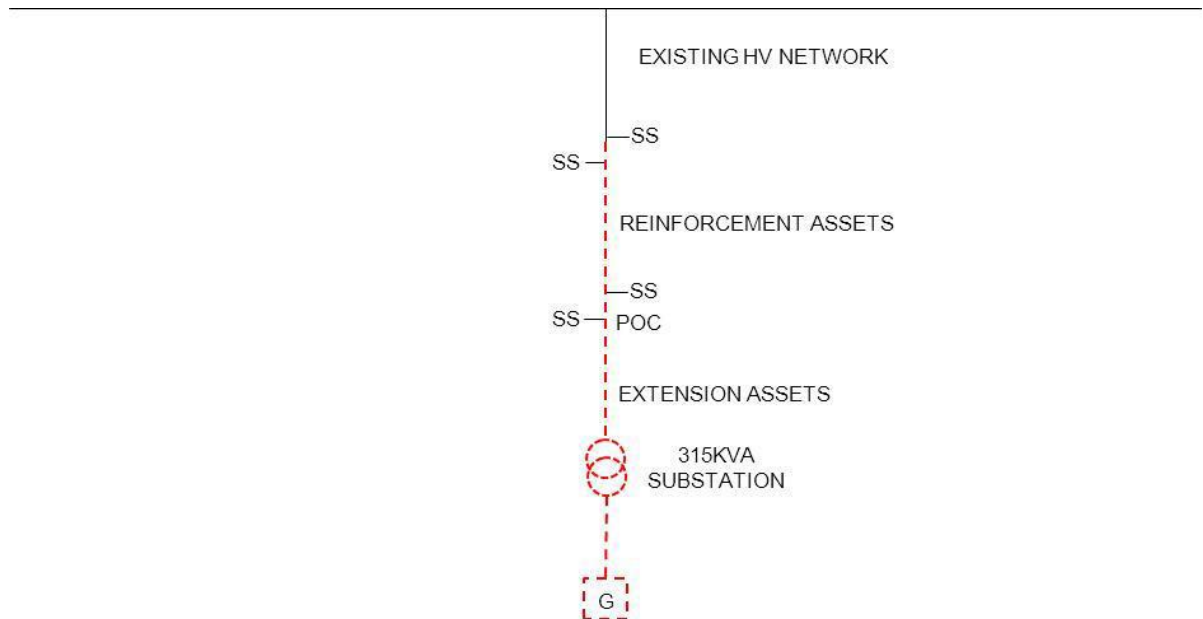 EXISTING HV NETWORK
SS
SS
REINFORCEMENT ASSETS
SS
SS
POC
EXTENSION ASSETS
315KVA
SUBSTATION
G